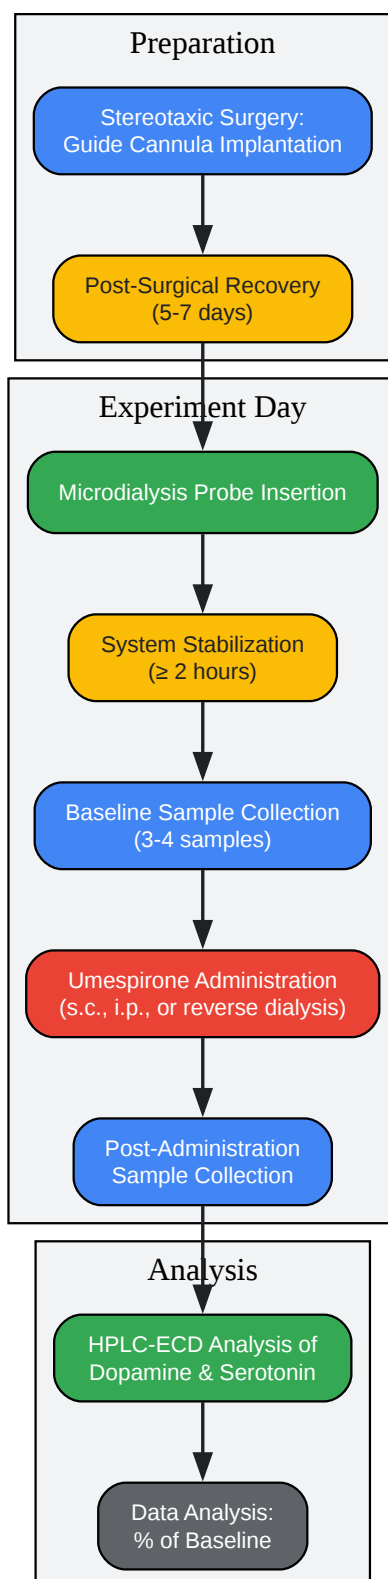 Preparation
Stereotaxic Surgery:
Guide Cannula Implantation
Post-Surgical Recovery
(5-7 days)
Experiment Day
Microdialysis Probe Insertion
System Stabilization
(≥ 2 hours)
Baseline Sample Collection
(3-4 samples)
Umespirone Administration
(s.c., i.p., or reverse dialysis)
Post-Administration
Sample Collection
Analysis
HPLC-ECD Analysis of
Dopamine & Serotonin
Data Analysis:
% of Baseline